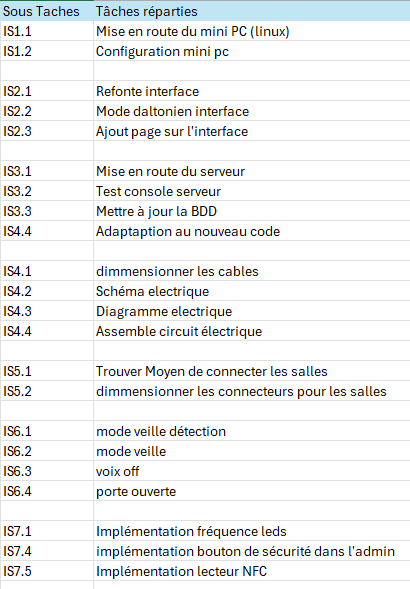 Sous Taches Tâches réparties
IS1.1 Mise en route du mini PC (linux)
IS1.2 Configuration mini pc
IS2.1 Refonte interface
IS2.2 Mode daltonien interface
IS2.3 Ajout page sur l'interface
IS3.1 Mise en route du serveur
IS3.2 Test console serveur
IS3.3 Mettre à jour la BDD
IS4.4 Adaptaption au nouveau code
IS4.1 dimmensionner les cables
IS4.2 Schéma electrique
IS4.3 Diagramme electrique
IS4.4 Assemble circuit électrique
IS5.1 Trouver Moyen de connecter les salles
IS5.2 dimmensionner les connecteurs pour les salles
IS6.1 mode veille détection
IS6.2 mode veille
IS6.3 voix off
IS6.4 porte ouverte
IS7.1 Implémentation fréquence leds
IS7.4 implémentation bouton de sécurité dans l'admin
IS7.5 Implémentation lecteur NFC